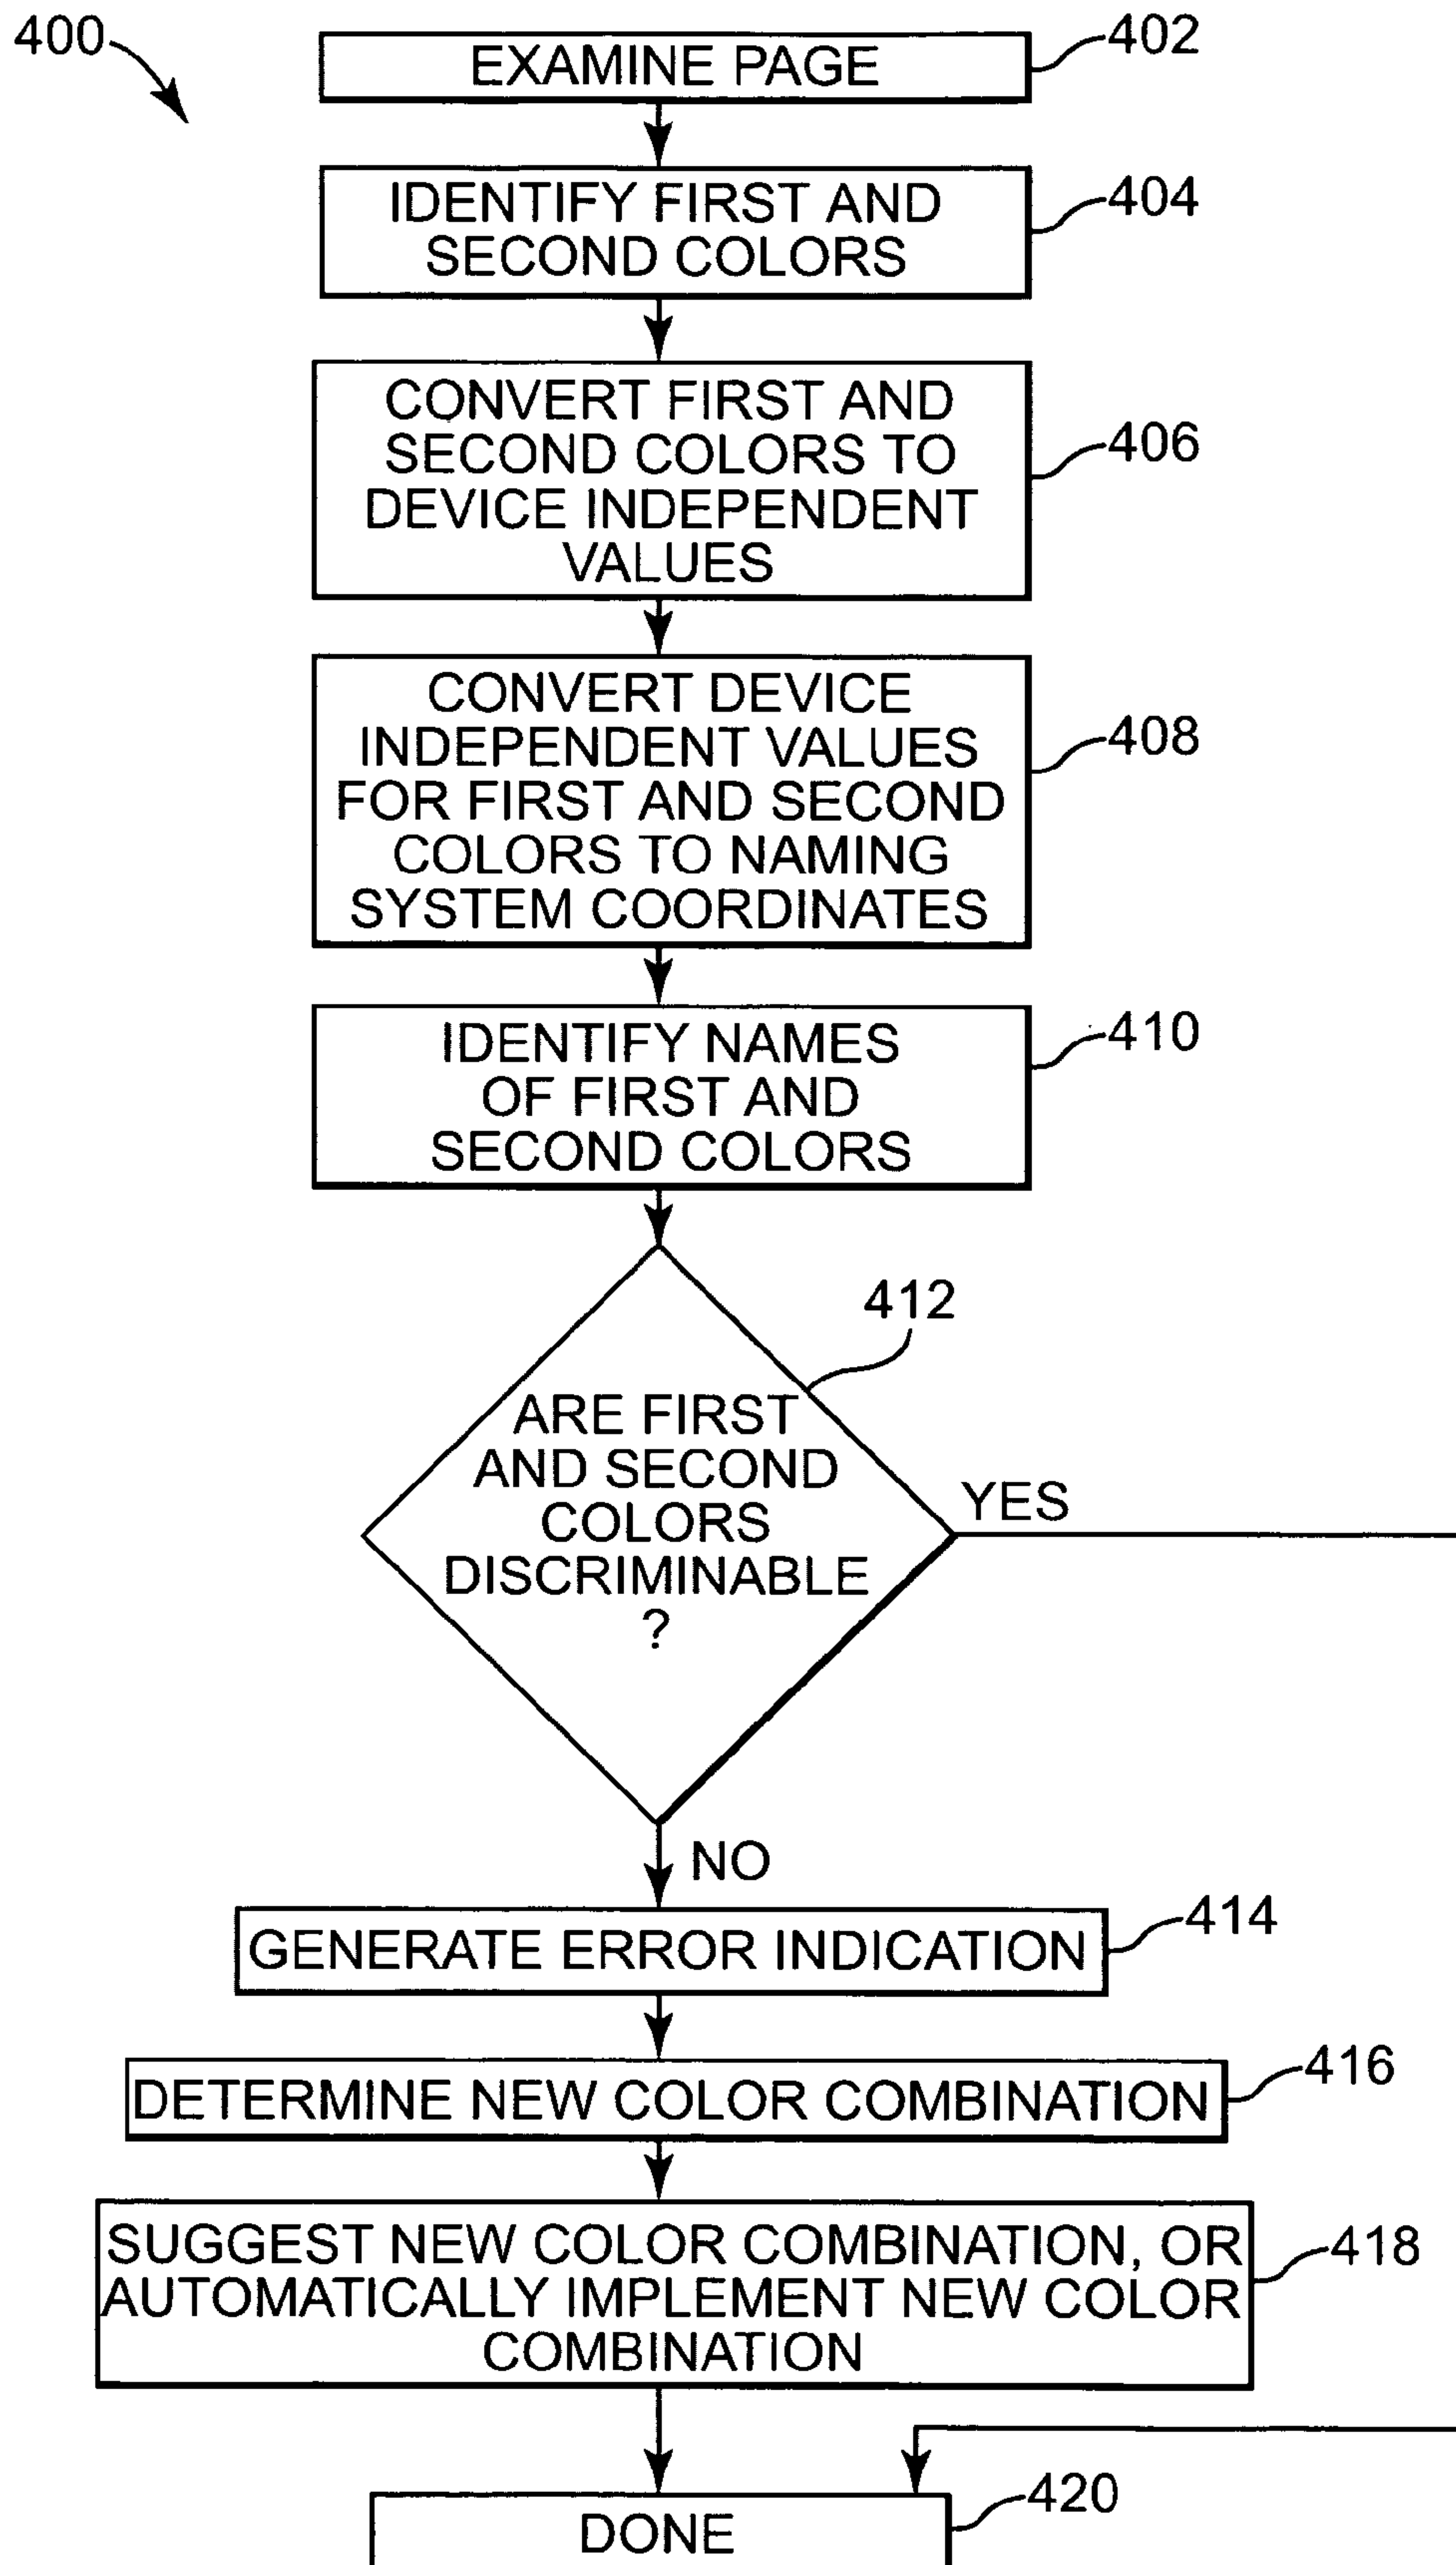 400
EXAMINE PAGE
402
IDENTIFY FIRST AND
SECOND COLORS
404
CONVERT FIRST AND
SECOND COLORS TO
DEVICE INDEPENDENT
VALUES
406
CONVERT DEVICE
INDEPENDENT VALUES
FOR FIRST AND SECOND
COLORS TO NAMING
SYSTEM COORDINATES
408
IDENTIFY NAMES
OF FIRST AND
SECOND COLORS
410
412
ARE FIRST
AND SECOND
COLORS
DISCRIMINABLE
?
YES
NO
GENERATE ERROR INDICATION
414
DETERMINE NEW COLOR COMBINATION
416
SUGGEST NEW COLOR COMBINATION, OR
AUTOMATICALLY IMPLEMENT NEW COLOR
COMBINATION
418
DONE
420